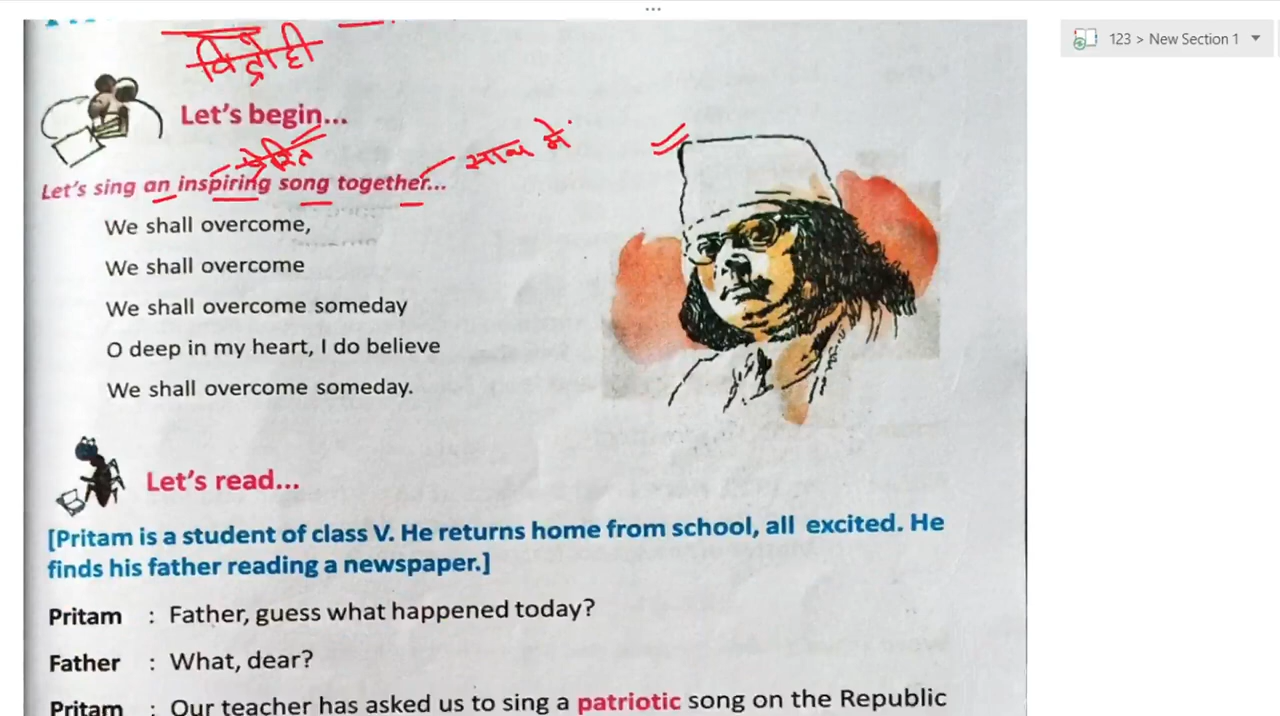 123 > New Section 1
विद्रोही
Let's begin...
प्रेरित
साथ में
Let's sing an inspiring song together...
We shall overcome,
We shall overcome
We shall overcome someday
O deep in my heart, I do believe
We shall overcome someday.
Let's read...
[Pritam is a student of class V. He returns home from school, all excited. He
finds his father reading a newspaper.]
Pritam : Father, guess what happened today?
Father : What, dear?
Pritam : Our teacher has asked us to sing a patriotic song on the Republic